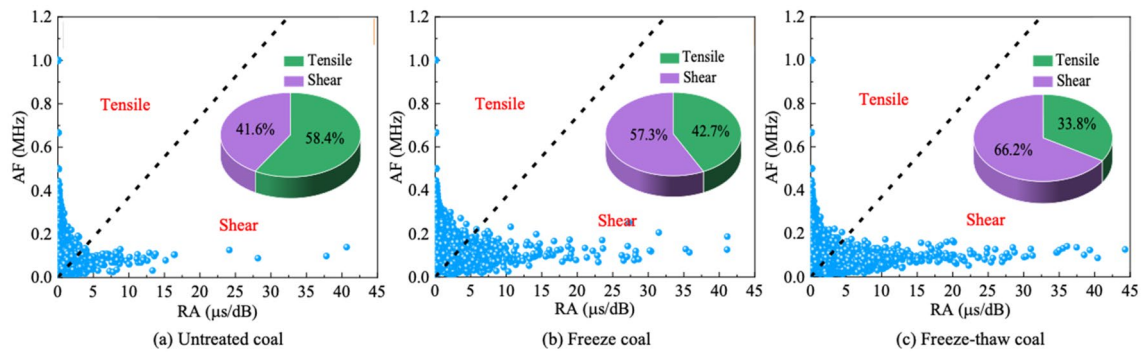 1.2
1.0
0.8
0.6
0.4
0.2
0.0
AF (MHz)
Tensile
Tensile
Shear
41.6%
58.4%
Shear
0 5 10 15 20 25 30 35 40 45
RA (μs/dB)
(a) Untreated coal
1.2
1.0
0.8
0.6
0.4
0.2
0.0
AF (MHz)
Tensile
Tensile
Shear
57.3%
42.7%
Shear
0 5 10 15 20 25 30 35 40 45
RA (μs/dB)
(b) Freeze coal
1.2
1.0
0.8
0.6
0.4
0.2
0.0
AF (MHz)
Tensile
Tensile
Shear
33.8%
66.2%
Shear
0 5 10 15 20 25 30 35 40 45
RA (μs/dB)
(c) Freeze-thaw coal